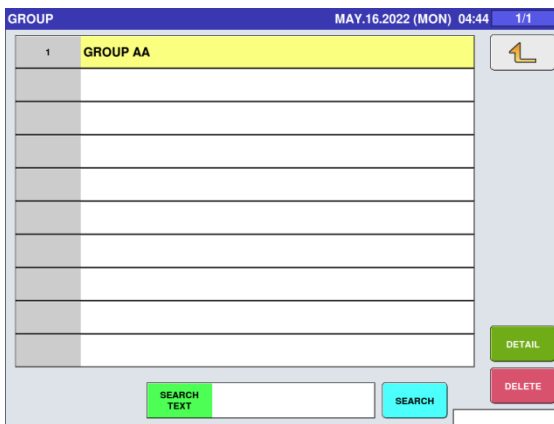 GROUP MAY.16.2022 (MON) 04:44 1/1
1 GROUP AA
DETAIL
DELETE
SEARCH
TEXT
SEARCH